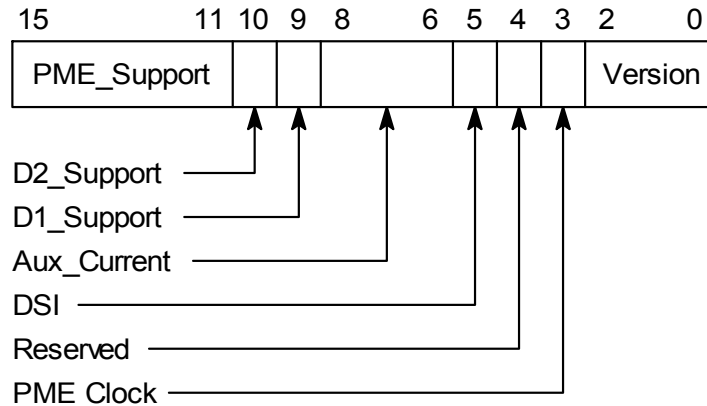 15 11 10 9 8 6 5 4 3 2 0
PME_Support Version
D2_Support
D1_Support
Aux_Current
DSI
Reserved
PME Clock